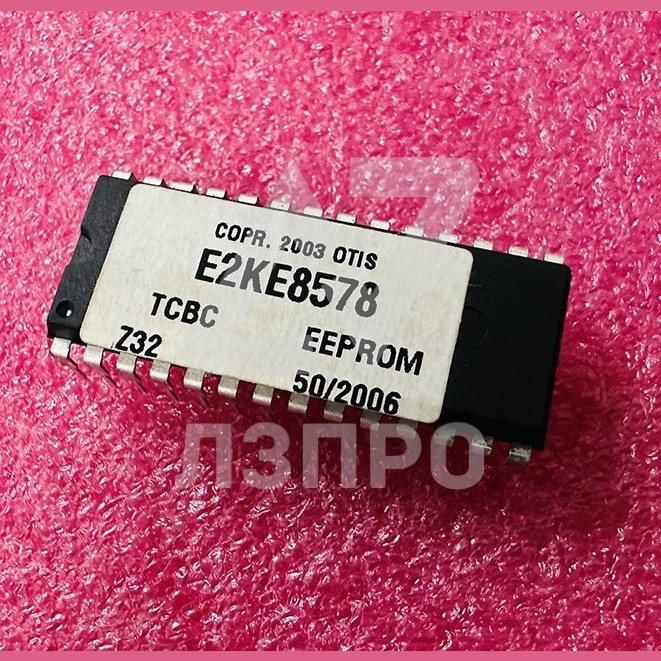 COPR. 2003 OTIS
E2KE8578
TCBC
EEPROM
Z32
50/2006
ЛЗПРО